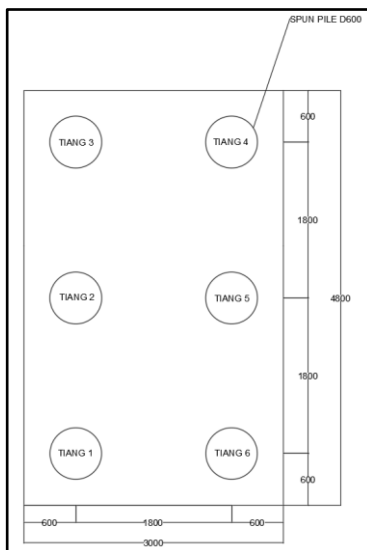 SPUN PILE D600
600
TIANG 3
TIANG 4
1800
TIANG 2
TIANG 5
4800
1800
TIANG 1
TIANG 6
600
600
1800
600
3000